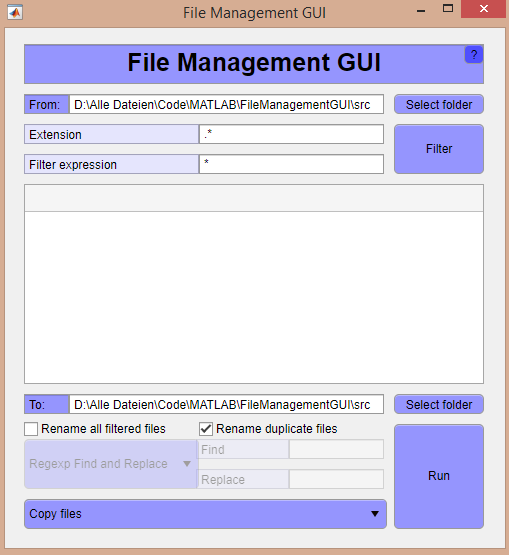 File Management GUI
File Management GUI
?
From:
D:\Alle Dateien\Code\MATLAB\FileManagementGUI\src
Select folder
Extension
.*
Filter
Filter expression
*
To:
D:\Alle Dateien\Code\MATLAB\FileManagementGUI\src
Select folder
Rename all filtered files
Rename duplicate files
Regexp Find and Replace
Find
Replace
Run
Copy files